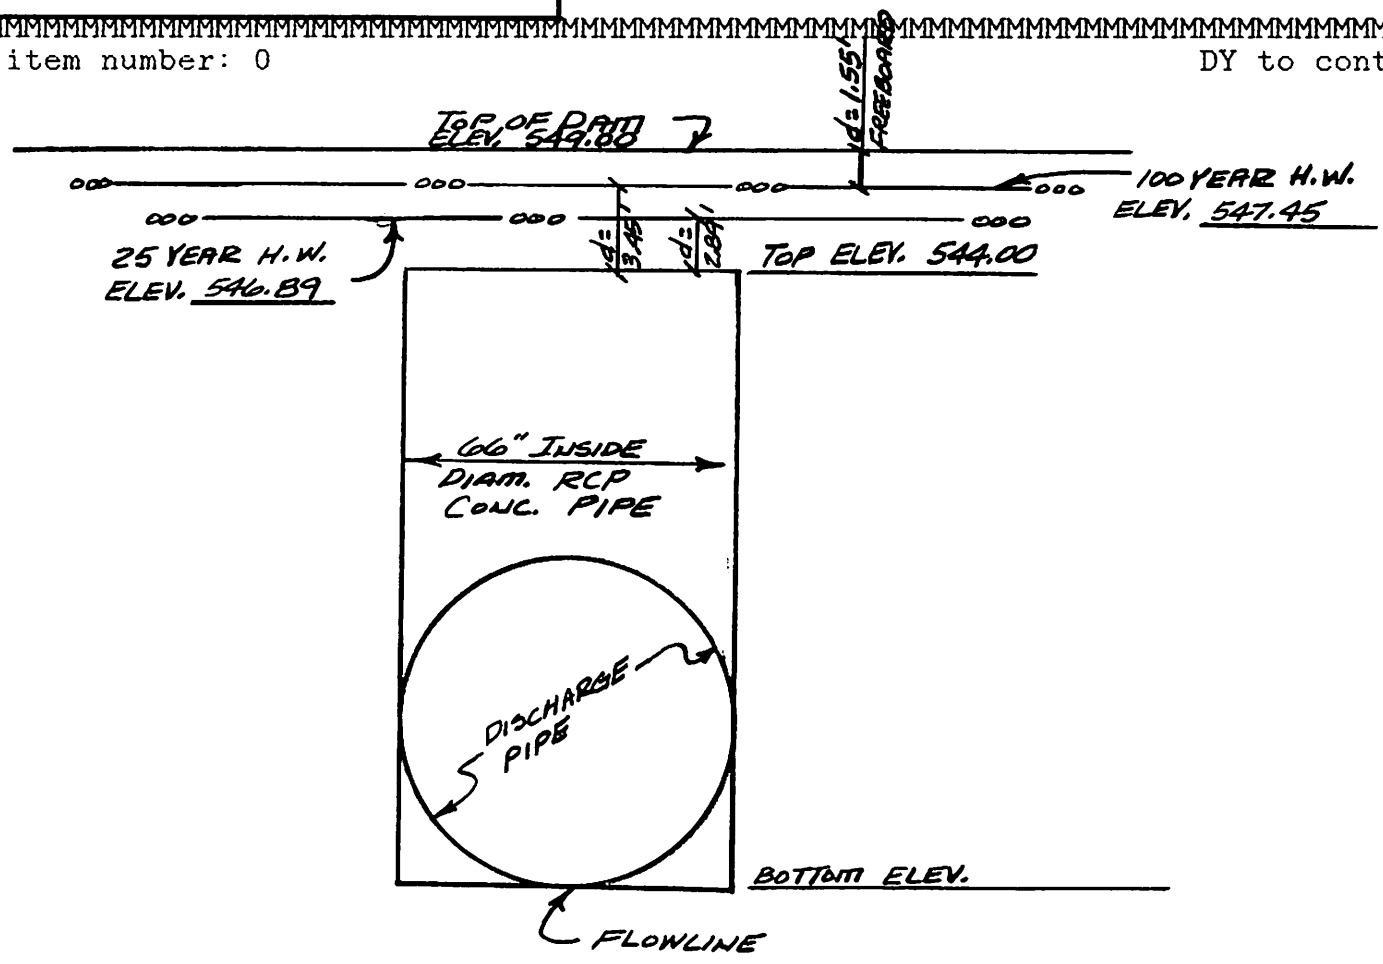 MMMMMMMMMMMMMMMMMMMMMMMMMMMMMMMMMMMMMMMMMMMMMMMMMMMMMMMMMMMMMMMM
item number: 0
DY to cont
d=1.55'
FREEBOARD
TOP OF DAM
ELEV. 549.00
100 YEAR H.W.
ELEV. 547.45
25 YEAR H.W.
ELEV. 546.89
d=
3.45'
d=
TOP ELEV. 544.00
66" INSIDE
DIAM. RCP
CONC. PIPE
DISCHARGE
PIPE
BOTTOM ELEV.
FLOWLINE